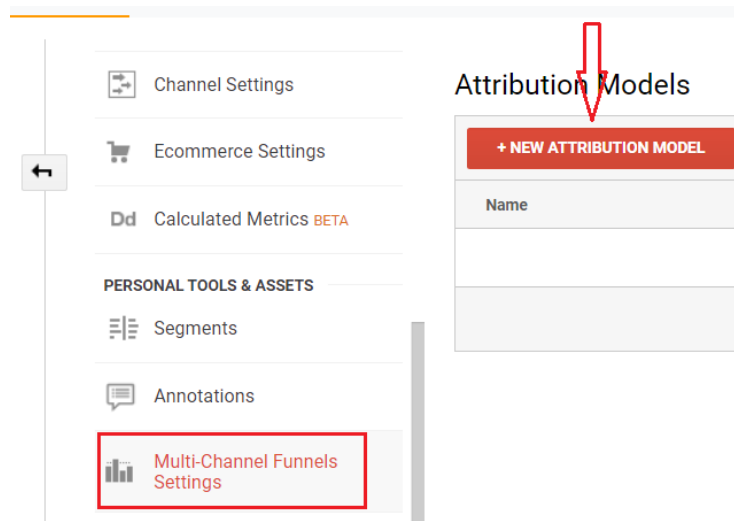 Channel Settings
Ecommerce Settings
Dd Calculated Metrics BETA
PERSONAL TOOLS & ASSETS
Segments
Annotations
Multi-Channel Funnels
Settings
Attribution Models
+ NEW ATTRIBUTION MODEL
Name